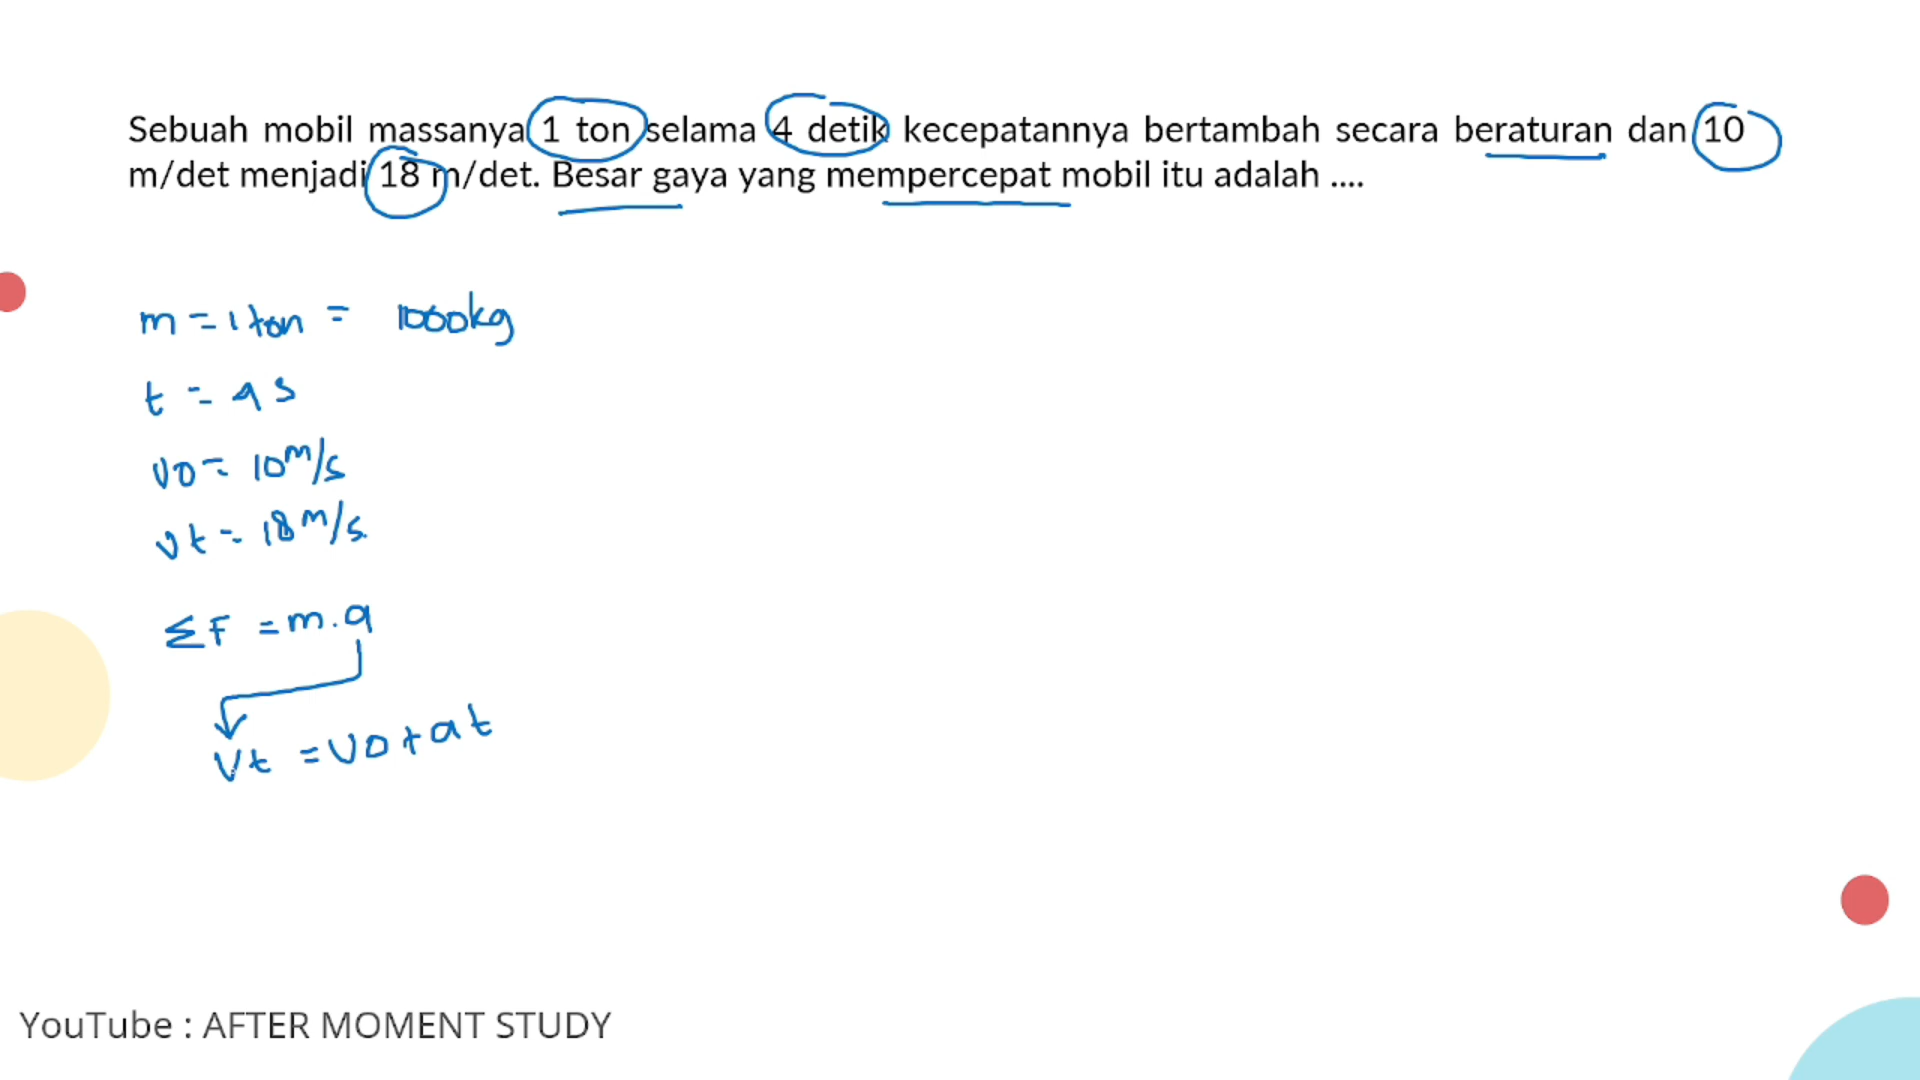 Sebuah mobil massanya 1 ton selama 4 detik kecepatannya bertambah secara beraturan dan 10
m/det menjadi 18 m/det. Besar gaya yang mempercepat mobil itu adalah ....
m = 1 ton = 1000kg
t = 4 s
vo = 10 m/s
vt = 18 m/s.
ΣF = m.a
Vt = vo + at
YouTube : AFTER MOMENT STUDY